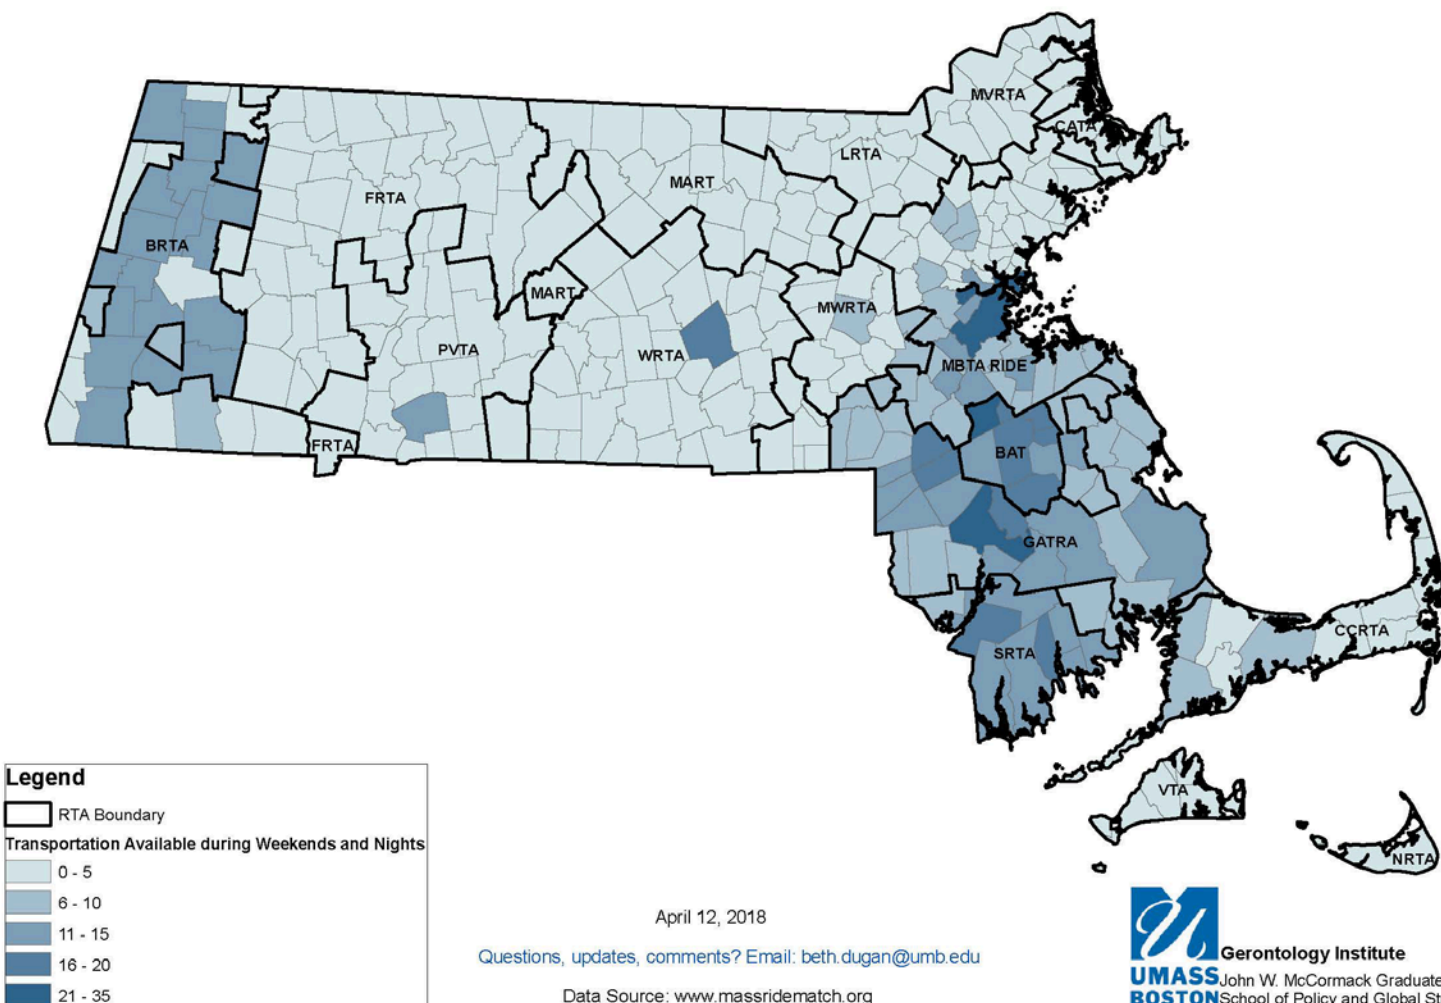 MVRTA
CATA
LRTA
MART
FRTA
BRTA
MART
MWRTA
PVTA
WRTA
MBTA RIDE
FRTA
BAT
GATRA
CCRTA
SRTA
VTA
NRTA
Legend
RTA Boundary
Transportation Available during Weekends and Nights
0 - 5
6 - 10
11 - 15
16 - 20
21 - 35
April 12, 2018
Questions, updates, comments? Email: beth.dugan@umb.edu
Data Source: www.massridematch.org
UMASS
BOSTON
Gerontology Institute
John W. McCormack Graduate
School of Policy and Global St